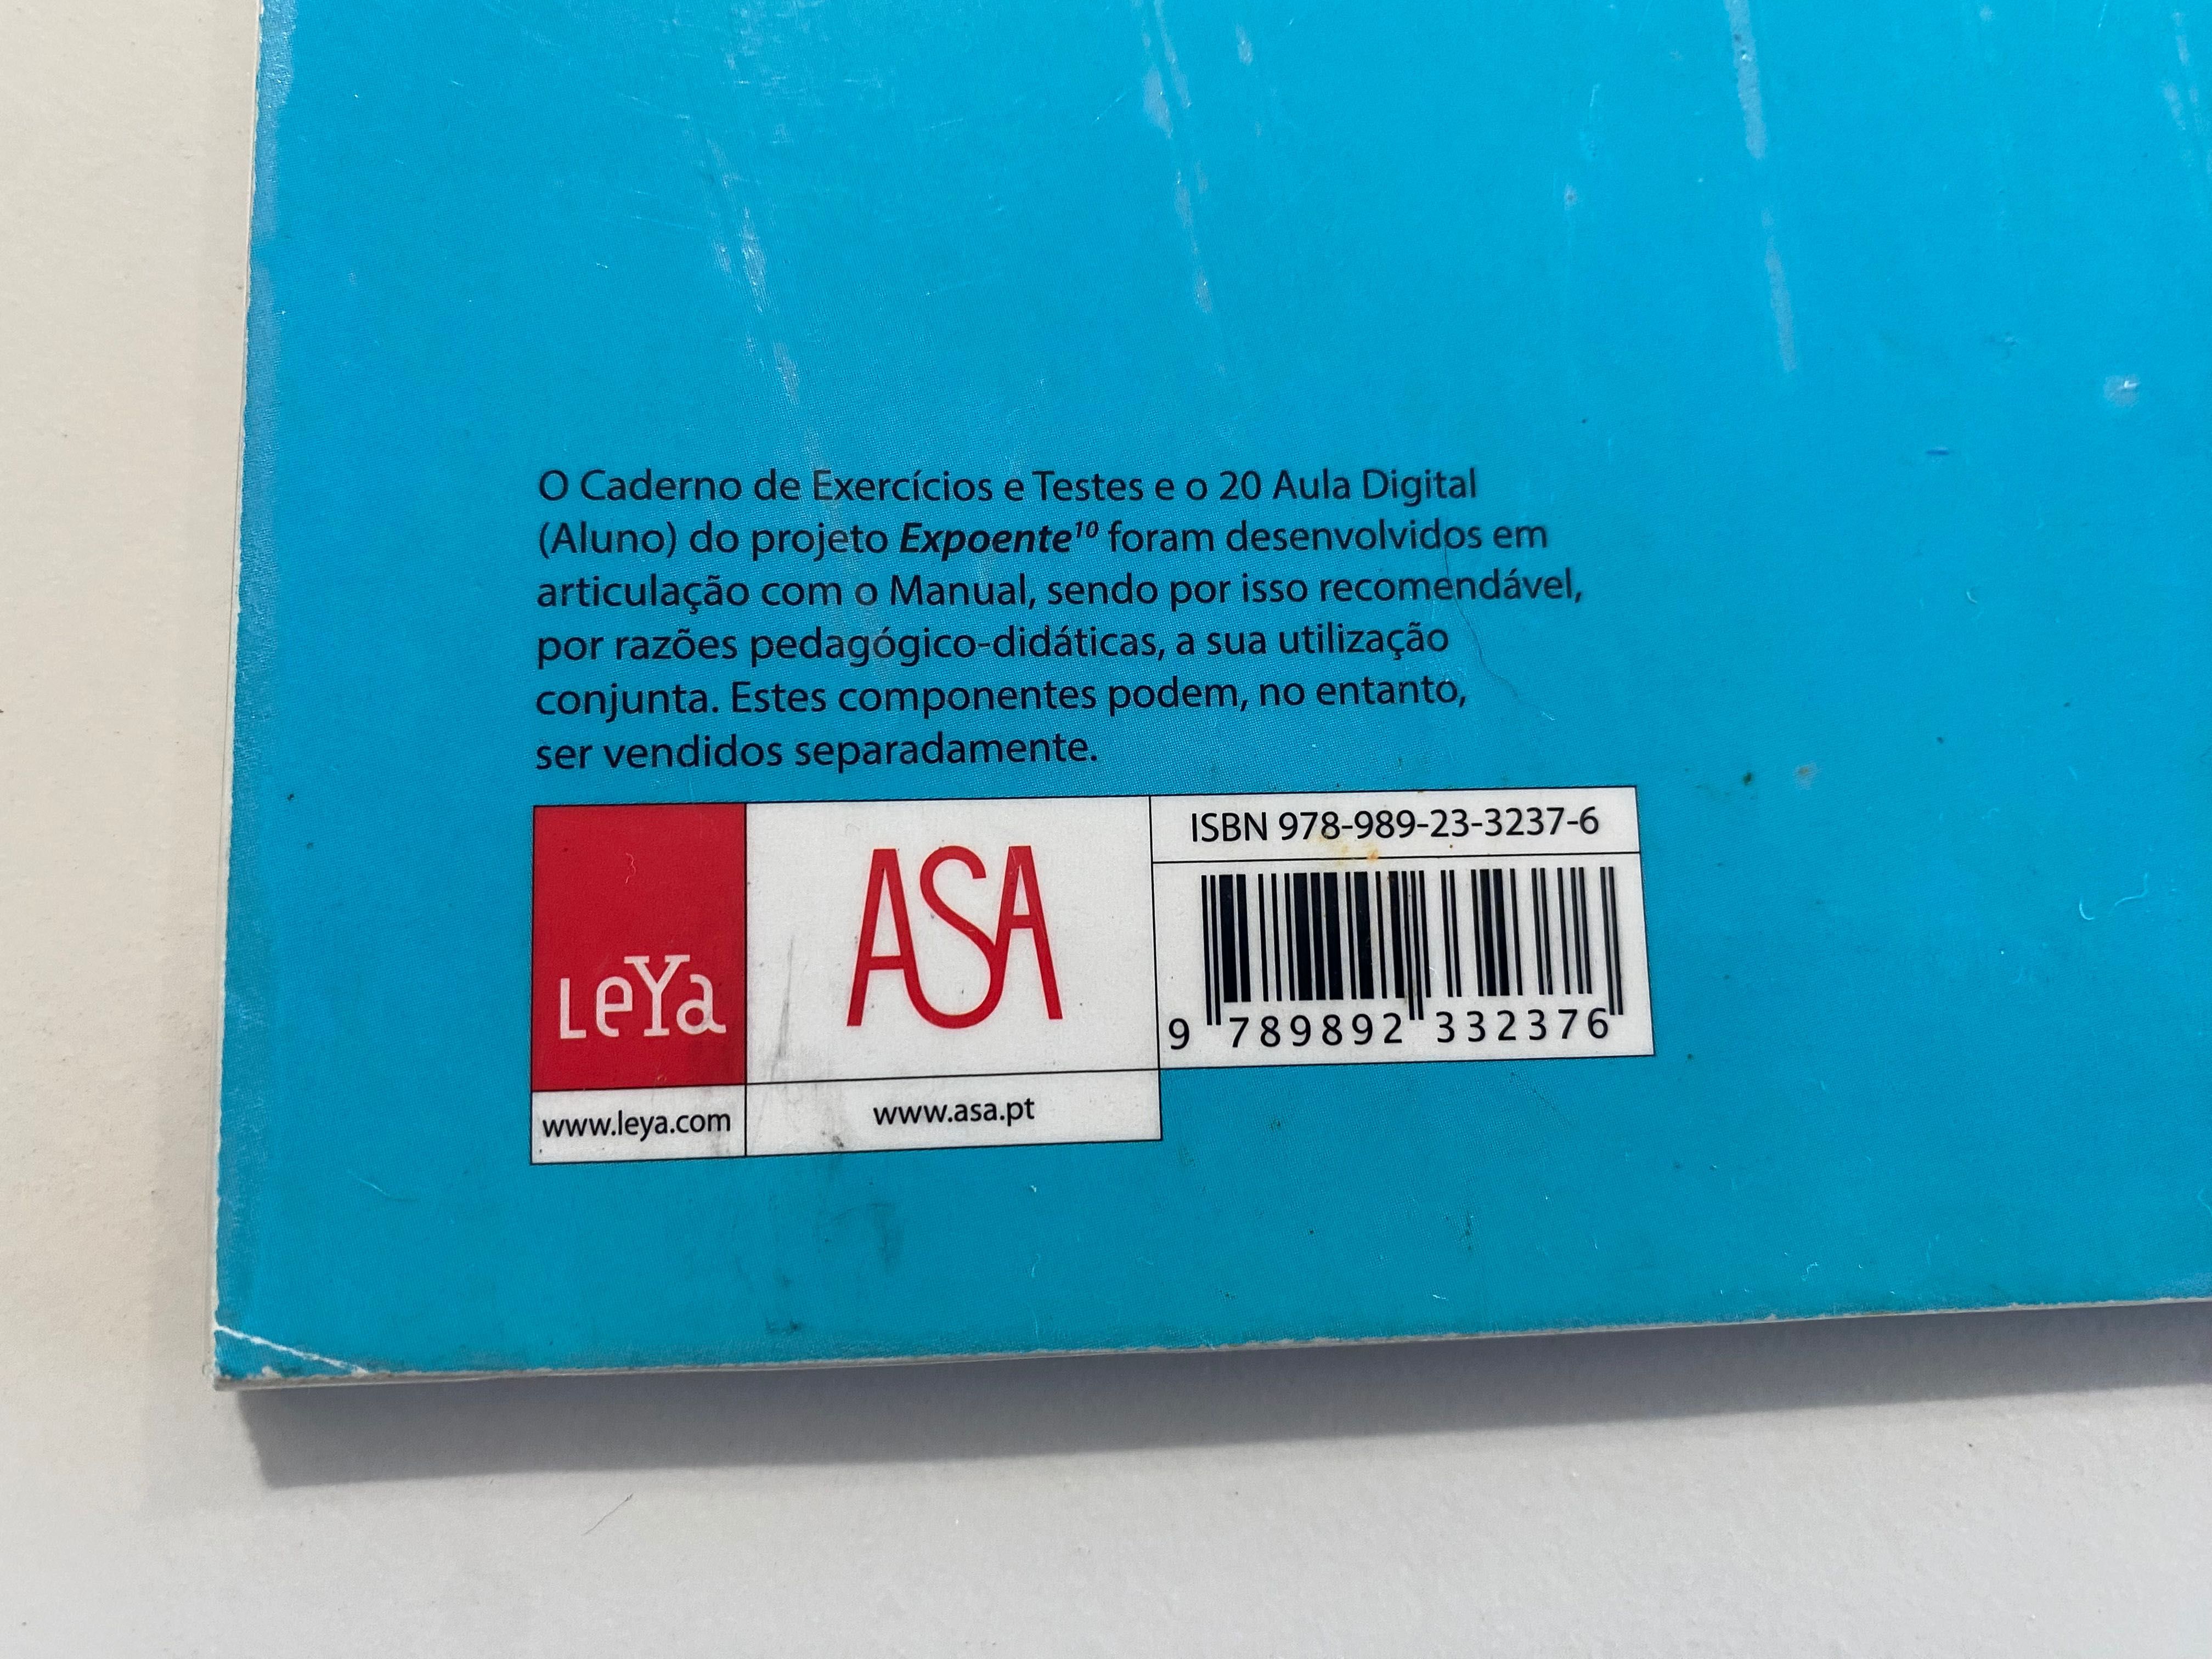 O Caderno de Exercícios e Testes e o 20 Aula Digital
(Aluno) do projeto Expoente¹⁰ foram desenvolvidos em
articulação com o Manual, sendo por isso recomendável,
por razões pedagógico-didáticas, a sua utilização
conjunta. Estes componentes podem, no entanto,
ser vendidos separadamente.
LeYa
www.leya.com
ASA
www.asa.pt
ISBN 978-989-23-3237-6
9 789892 332376